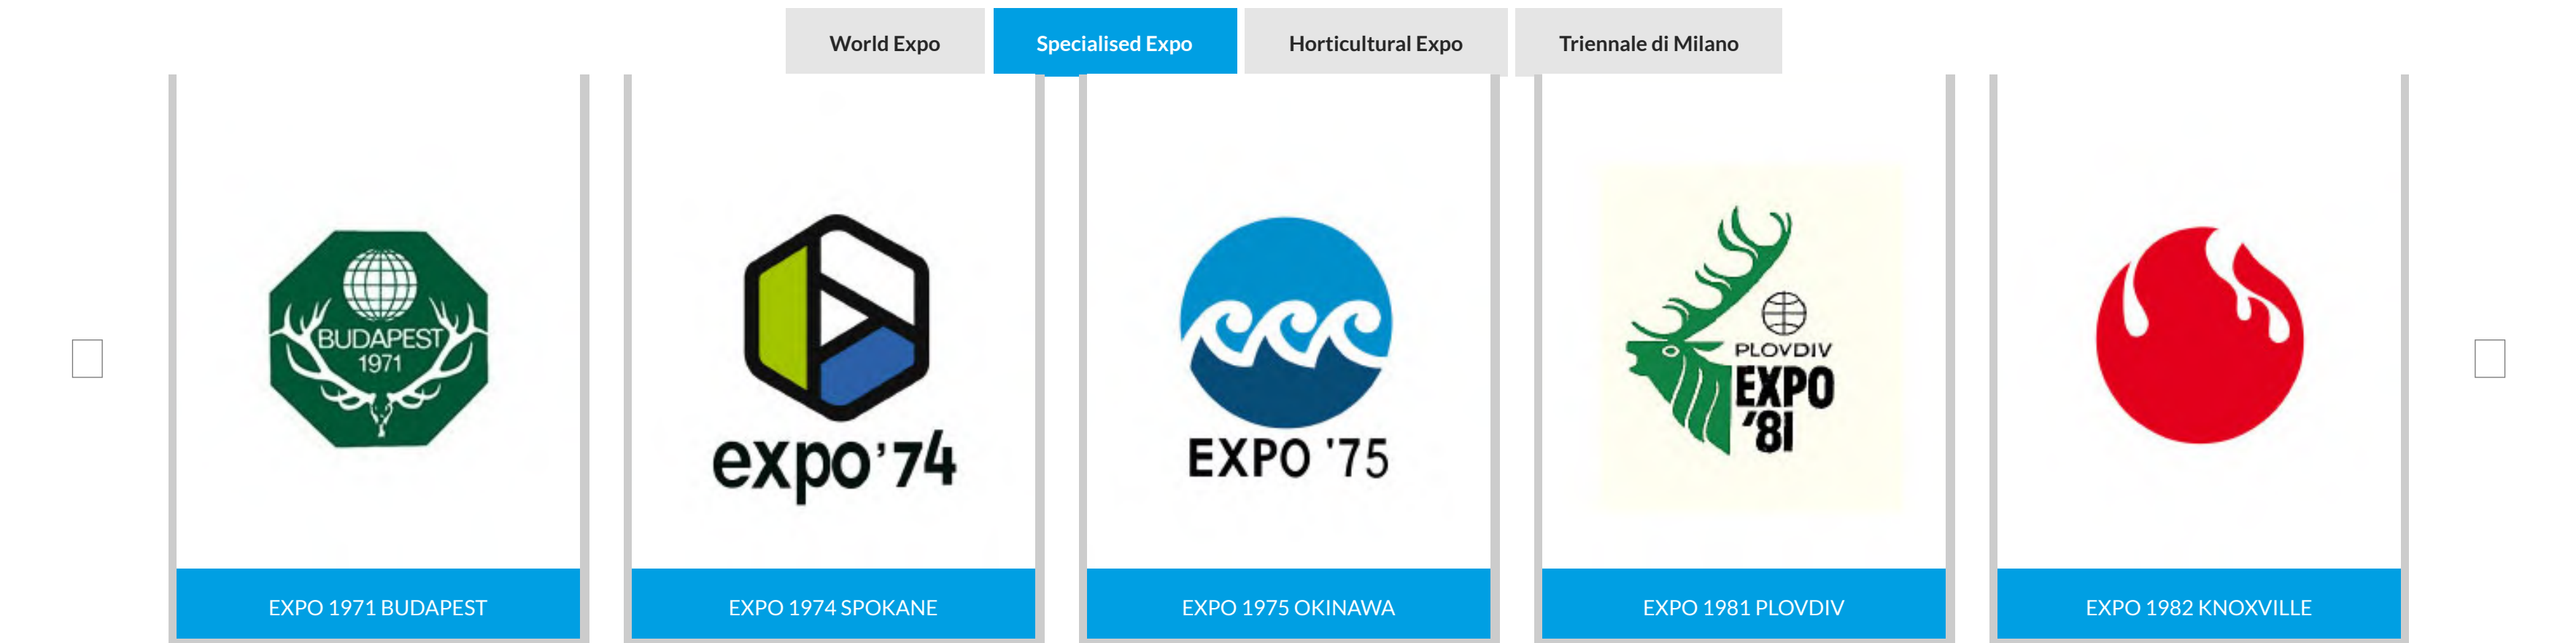 World Expo
Specialised Expo
Horticultural Expo
Triennale di Milano
BUDAPEST
1971
EXPO 1971 BUDAPEST
expo'74
EXPO 1974 SPOKANE
EXPO '75
EXPO 1975 OKINAWA
PLOVDIV
EXPO
'81
EXPO 1981 PLOVDIV
EXPO 1982 KNOXVILLE